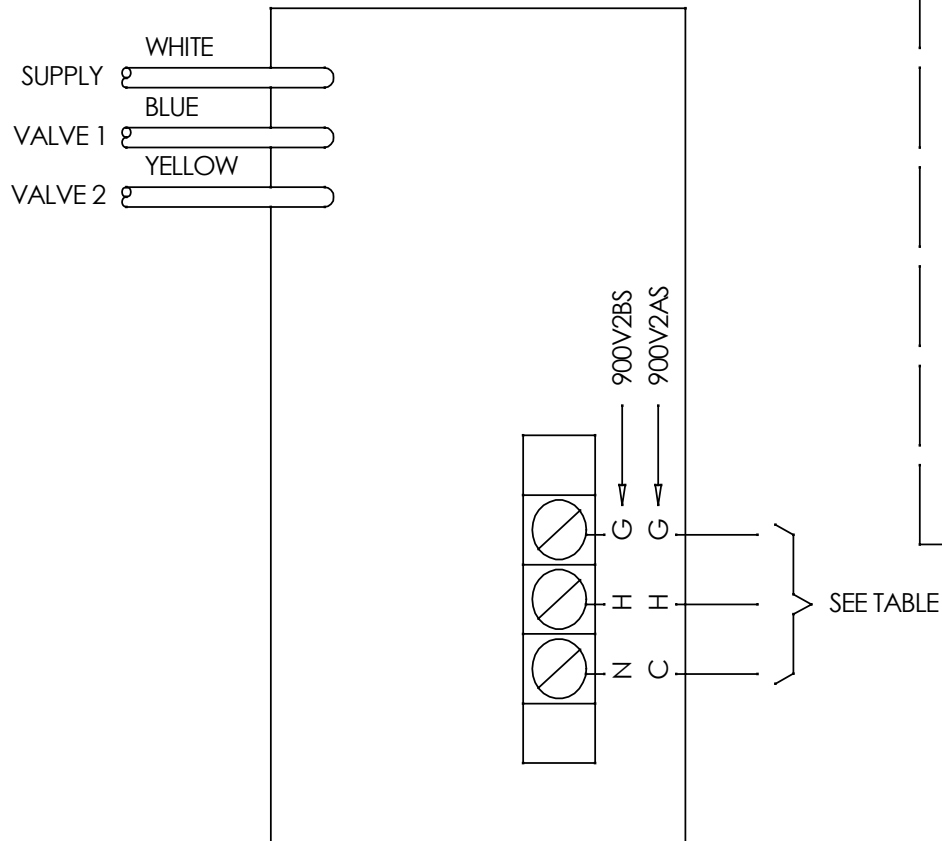 WHITE
SUPPLY
BLUE
VALVE 1
YELLOW
VALVE 2
900V2BS
900V2AS
G G
H H
N C
SEE TABLE